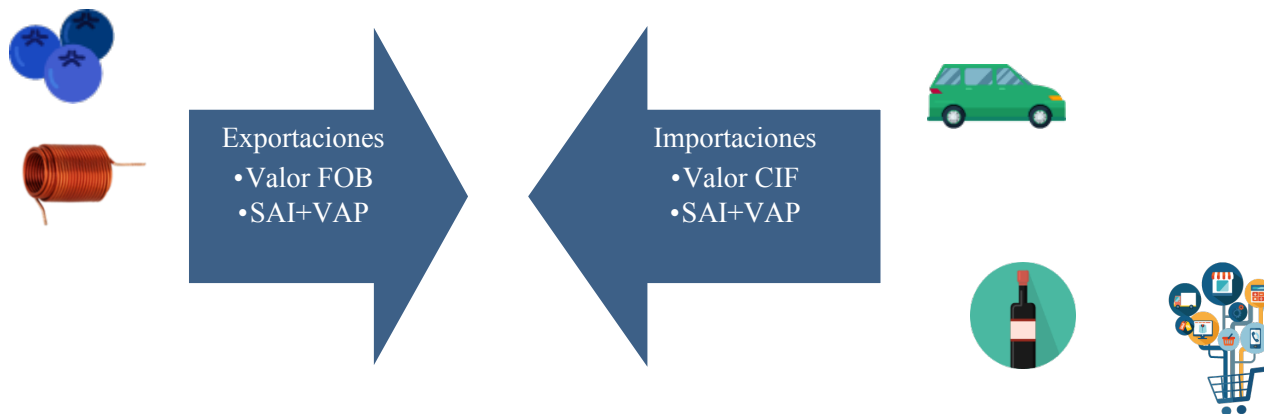 Exportaciones
•Valor FOB
•SAI+VAP
Importaciones
•Valor CIF
•SAI+VAP